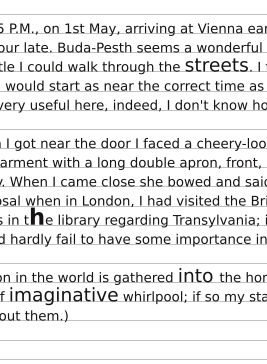 5 P.M., on 1st May, arriving at Vienna ear
our late. Buda-Pesth seems a wonderful
tle I could walk through the streets. I
would start as near the correct time as
very useful here, indeed, I don't know ho
I got near the door I faced a cheery-loo
arment with a long double apron, front,
When I came close she bowed and said
osal when in London, I had visited the Bri
s in the library regarding Transylvania; i
d hardly fail to have some importance in
on in the world is gathered into the hor
f imaginative whirlpool; if so my sta
out them.)